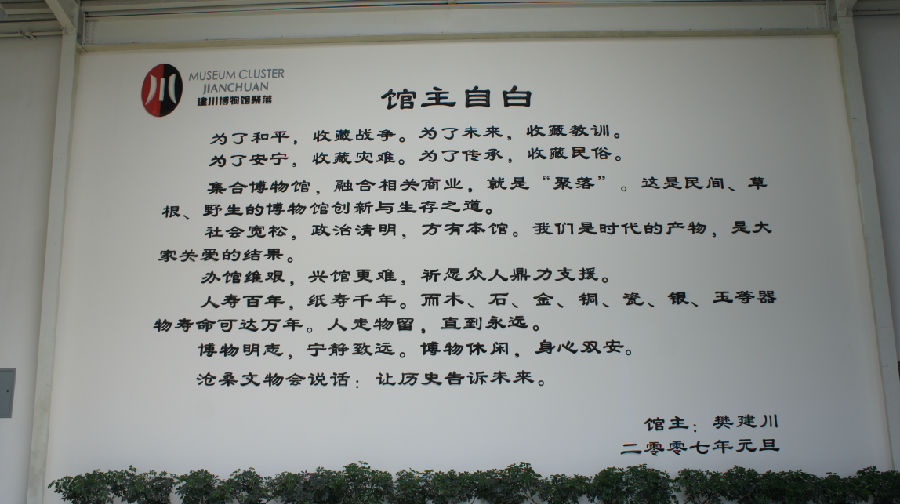 MUSEUM CLUSTER
JIANCHUAN
建川博物馆聚落
馆主自白
为了和平，收藏战争。为了未来，收藏教训。
为了安宁，收藏灾难。为了传承，收藏民俗。
集合博物馆，融合相关商业，就是“聚落”。这是民间、草
根、野生的博物馆创新与生存之道。
社会宽松，政治清明，方有本馆。我们是时代的产物，是大
家关爱的结果。
办馆维艰，兴馆更难，祈愿众人鼎力支援。
人寿百年，纸寿千年。而木、石、金、铜、瓷、银、玉等器
物寿命可达万年。人走物留，直到永远。
博物明志，宁静致远。博物休闲，身心双安。
沧桑文物会说话：让历史告诉未来。
馆主：樊建川
二零零七年元旦